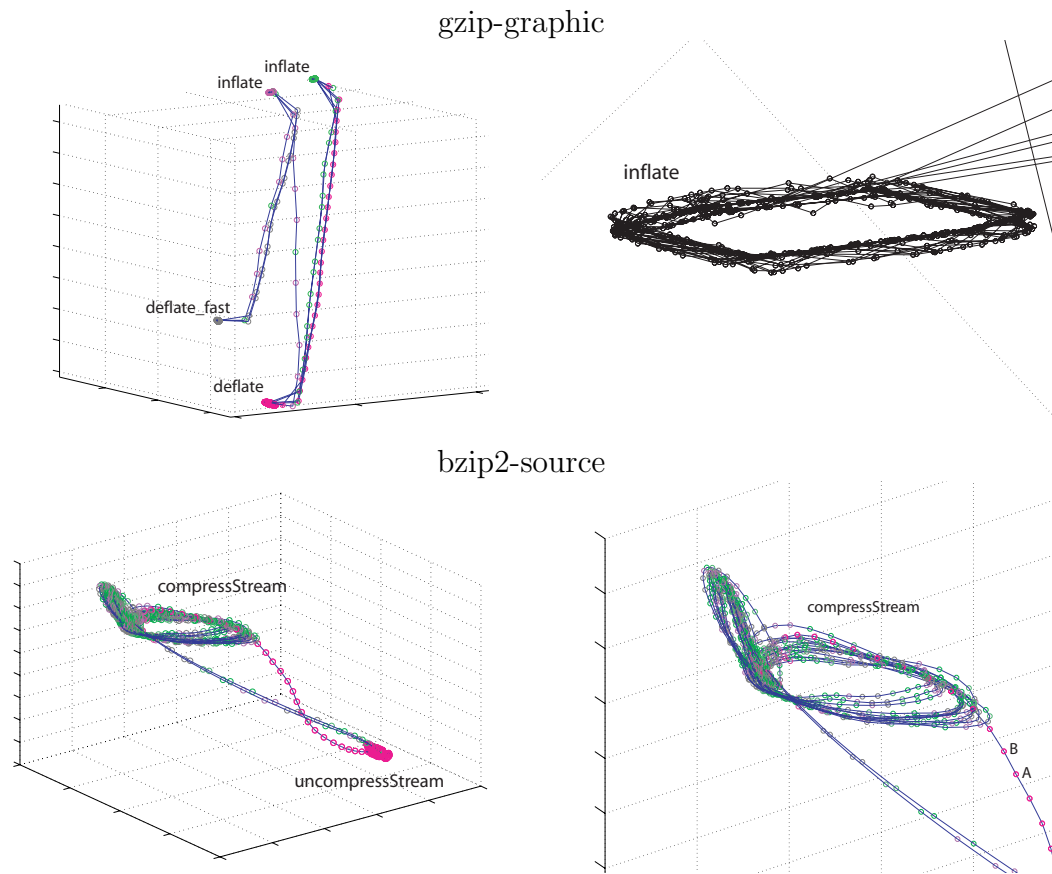 gzip-graphic
inflate
inflate
deflate_fast
deflate
inflate
bzip2-source
compressStream
uncompressStream
compressStream
B
A